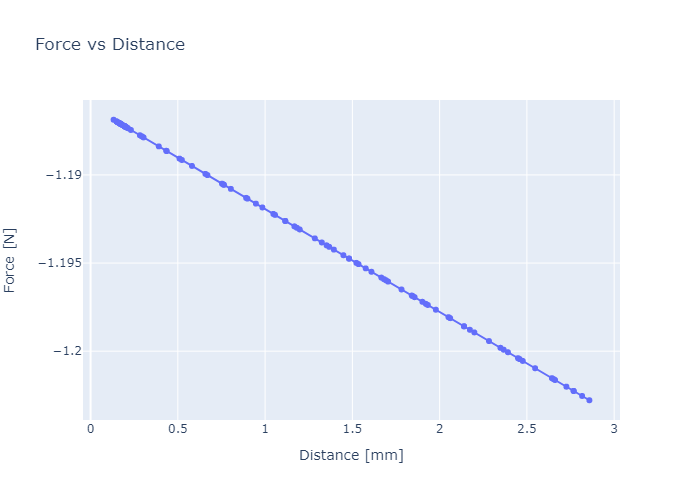 Force vs Distance
Force [N]
−1.19
−1.195
−1.2
0 0.5 1 1.5 2 2.5 3
Distance [mm]